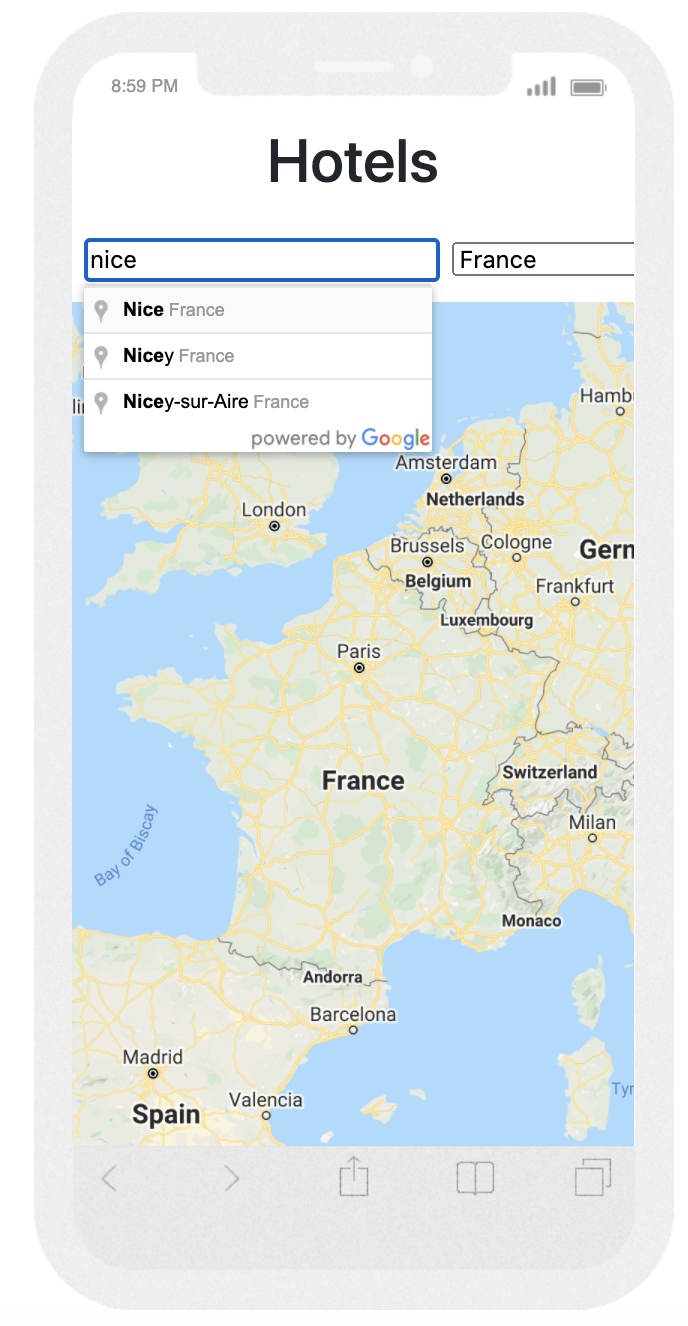 8:59 PM
Hotels
nice
France
Nice France
Nicey France
Nicey-sur-Aire France
powered by Google
Hamb
Amsterdam
Netherlands
London
Brussels
Cologne
Germ
Belgium
Frankfurt
Luxembourg
Paris
France
Switzerland
Milan
Bay of Biscay
Monaco
Andorra
Barcelona
Madrid
Tyr
Valencia
Spain